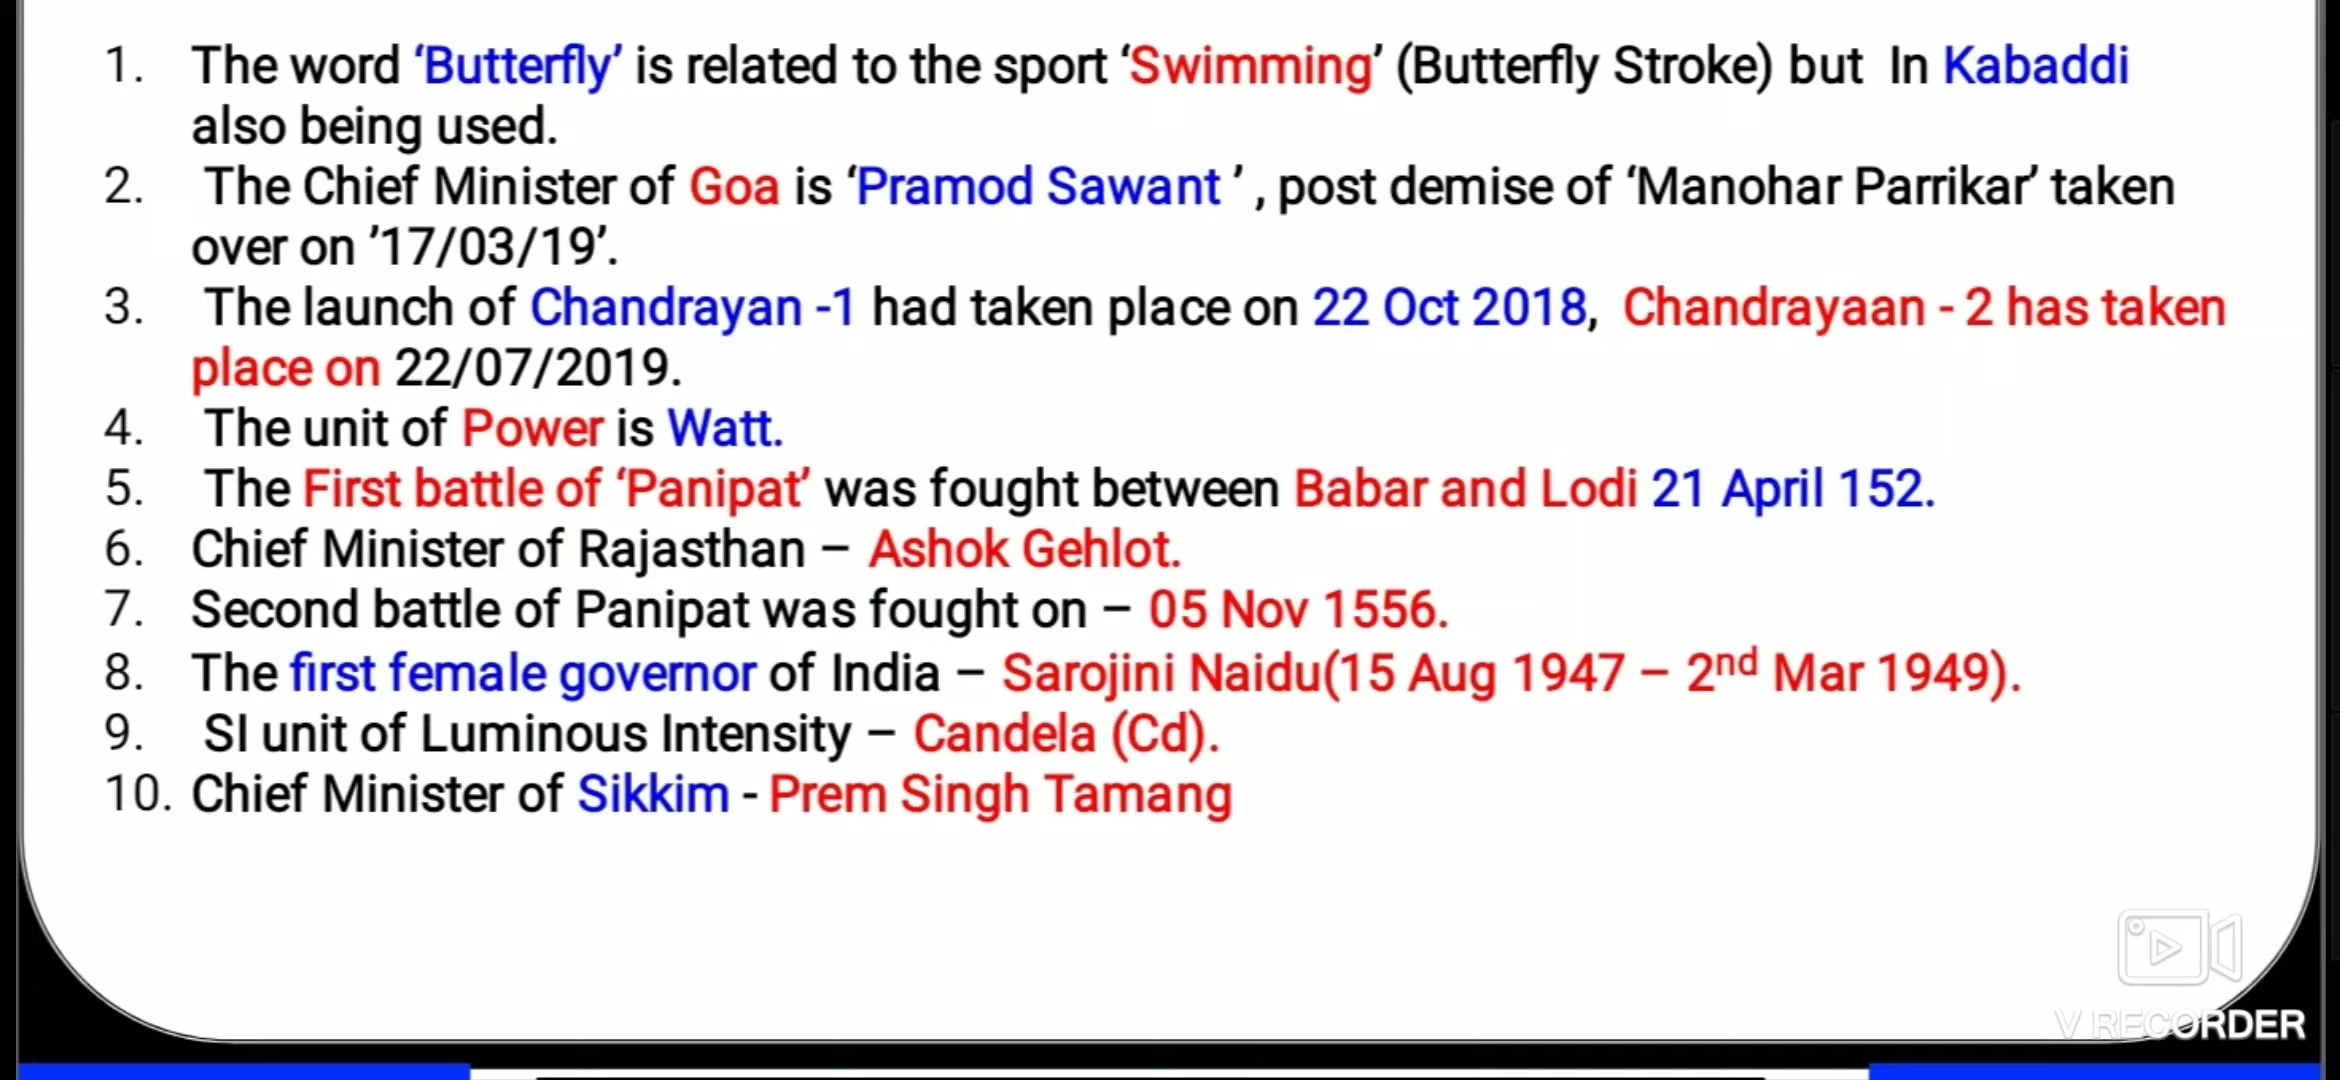 1. The word ‘Butterfly’ is related to the sport ‘Swimming’ (Butterfly Stroke) but In Kabaddi
also being used.
2. The Chief Minister of Goa is ‘Pramod Sawant ’ , post demise of ‘Manohar Parrikar’ taken
over on ’17/03/19’.
3. The launch of Chandrayan -1 had taken place on 22 Oct 2018, Chandrayaan - 2 has taken
place on 22/07/2019.
4. The unit of Power is Watt.
5. The First battle of ‘Panipat’ was fought between Babar and Lodi 21 April 152.
6. Chief Minister of Rajasthan – Ashok Gehlot.
7. Second battle of Panipat was fought on – 05 Nov 1556.
8. The first female governor of India – Sarojini Naidu(15 Aug 1947 – 2nd Mar 1949).
9. SI unit of Luminous Intensity – Candela (Cd).
10. Chief Minister of Sikkim - Prem Singh Tamang
V RECORDER